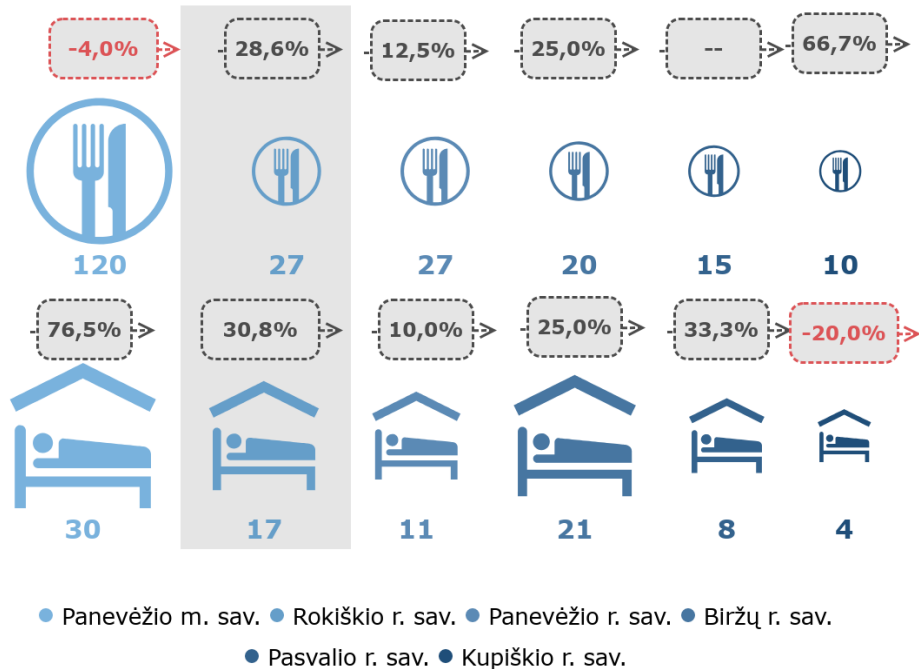 -4,0% 28,6% 12,5% 25,0% -- 66,7%
120 27 27 20 15 10
76,5% 30,8% 10,0% 25,0% 33,3% -20,0%
30 17 11 21 8 4
Panevėžio m. sav. Rokiškio r. sav. Panevėžio r. sav. Biržų r. sav.
Pasvalio r. sav. Kupiškio r. sav.